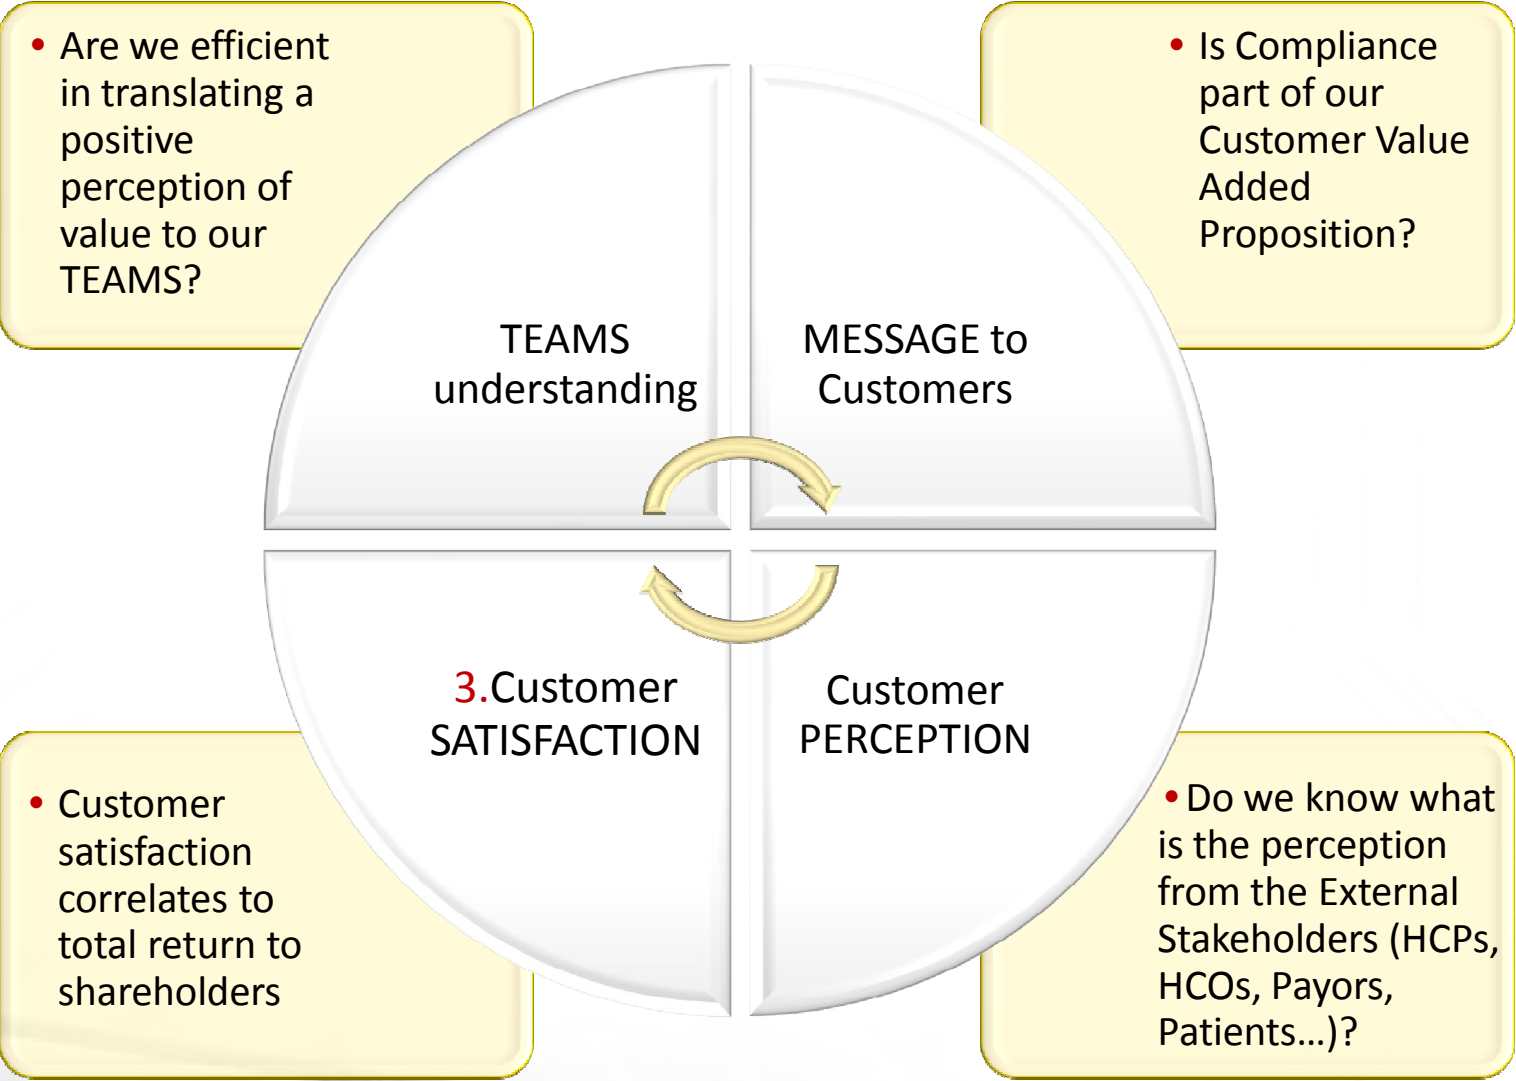 • Are we efficient
in translating a
positive
perception of
value to our
TEAMS?
• Is Compliance
part of our
Customer Value
Added
Proposition?
TEAMS
understanding
MESSAGE to
Customers
3.Customer
SATISFACTION
Customer
PERCEPTION
• Customer
satisfaction
correlates to
total return to
shareholders
• Do we know what
is the perception
from the External
Stakeholders (HCPs,
HCOs, Payors,
Patients…)?